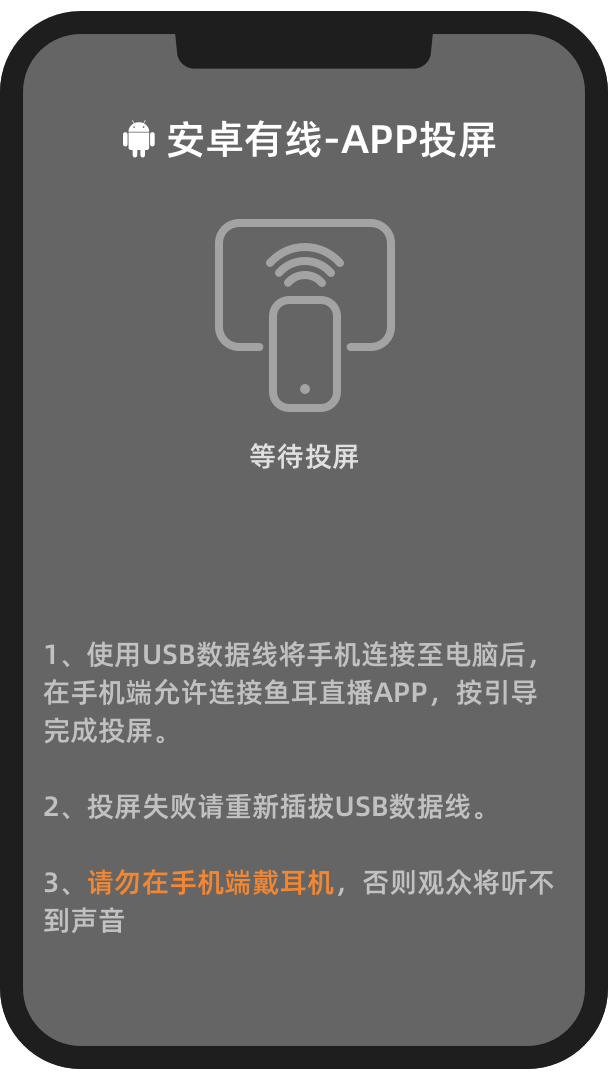 安卓有线-APP投屏
等待投屏
1、使用USB数据线将手机连接至电脑后，
在手机端允许连接鱼耳直播APP，按引导
完成投屏。
2、投屏失败请重新插拔USB数据线。
3、请勿在手机端戴耳机，否则观众将听不
到声音